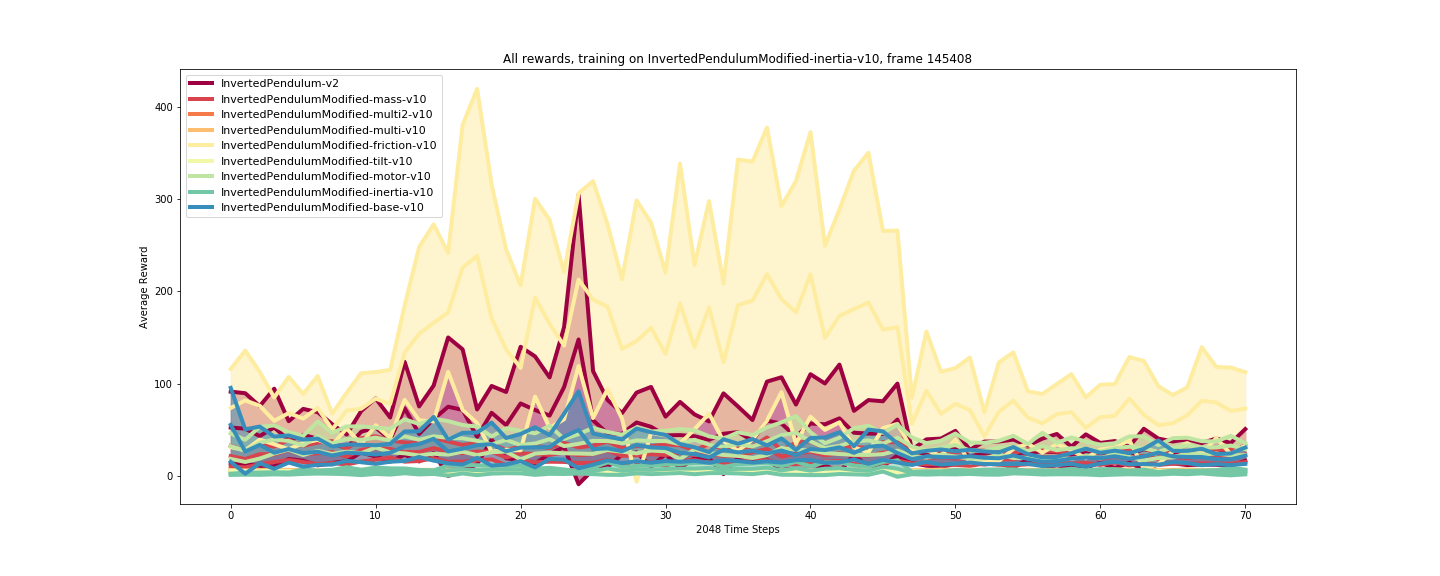 All rewards, training on InvertedPendulumModified-inertia-v10, frame 145408
InvertedPendulum-v2
InvertedPendulumModified-mass-v10
InvertedPendulumModified-multi2-v10
InvertedPendulumModified-multi-v10
InvertedPendulumModified-friction-v10
InvertedPendulumModified-tilt-v10
InvertedPendulumModified-motor-v10
InvertedPendulumModified-inertia-v10
InvertedPendulumModified-base-v10
Average Reward
400
300
200
100
0
0 10 20 30 40 50 60 70
2048 Time Steps